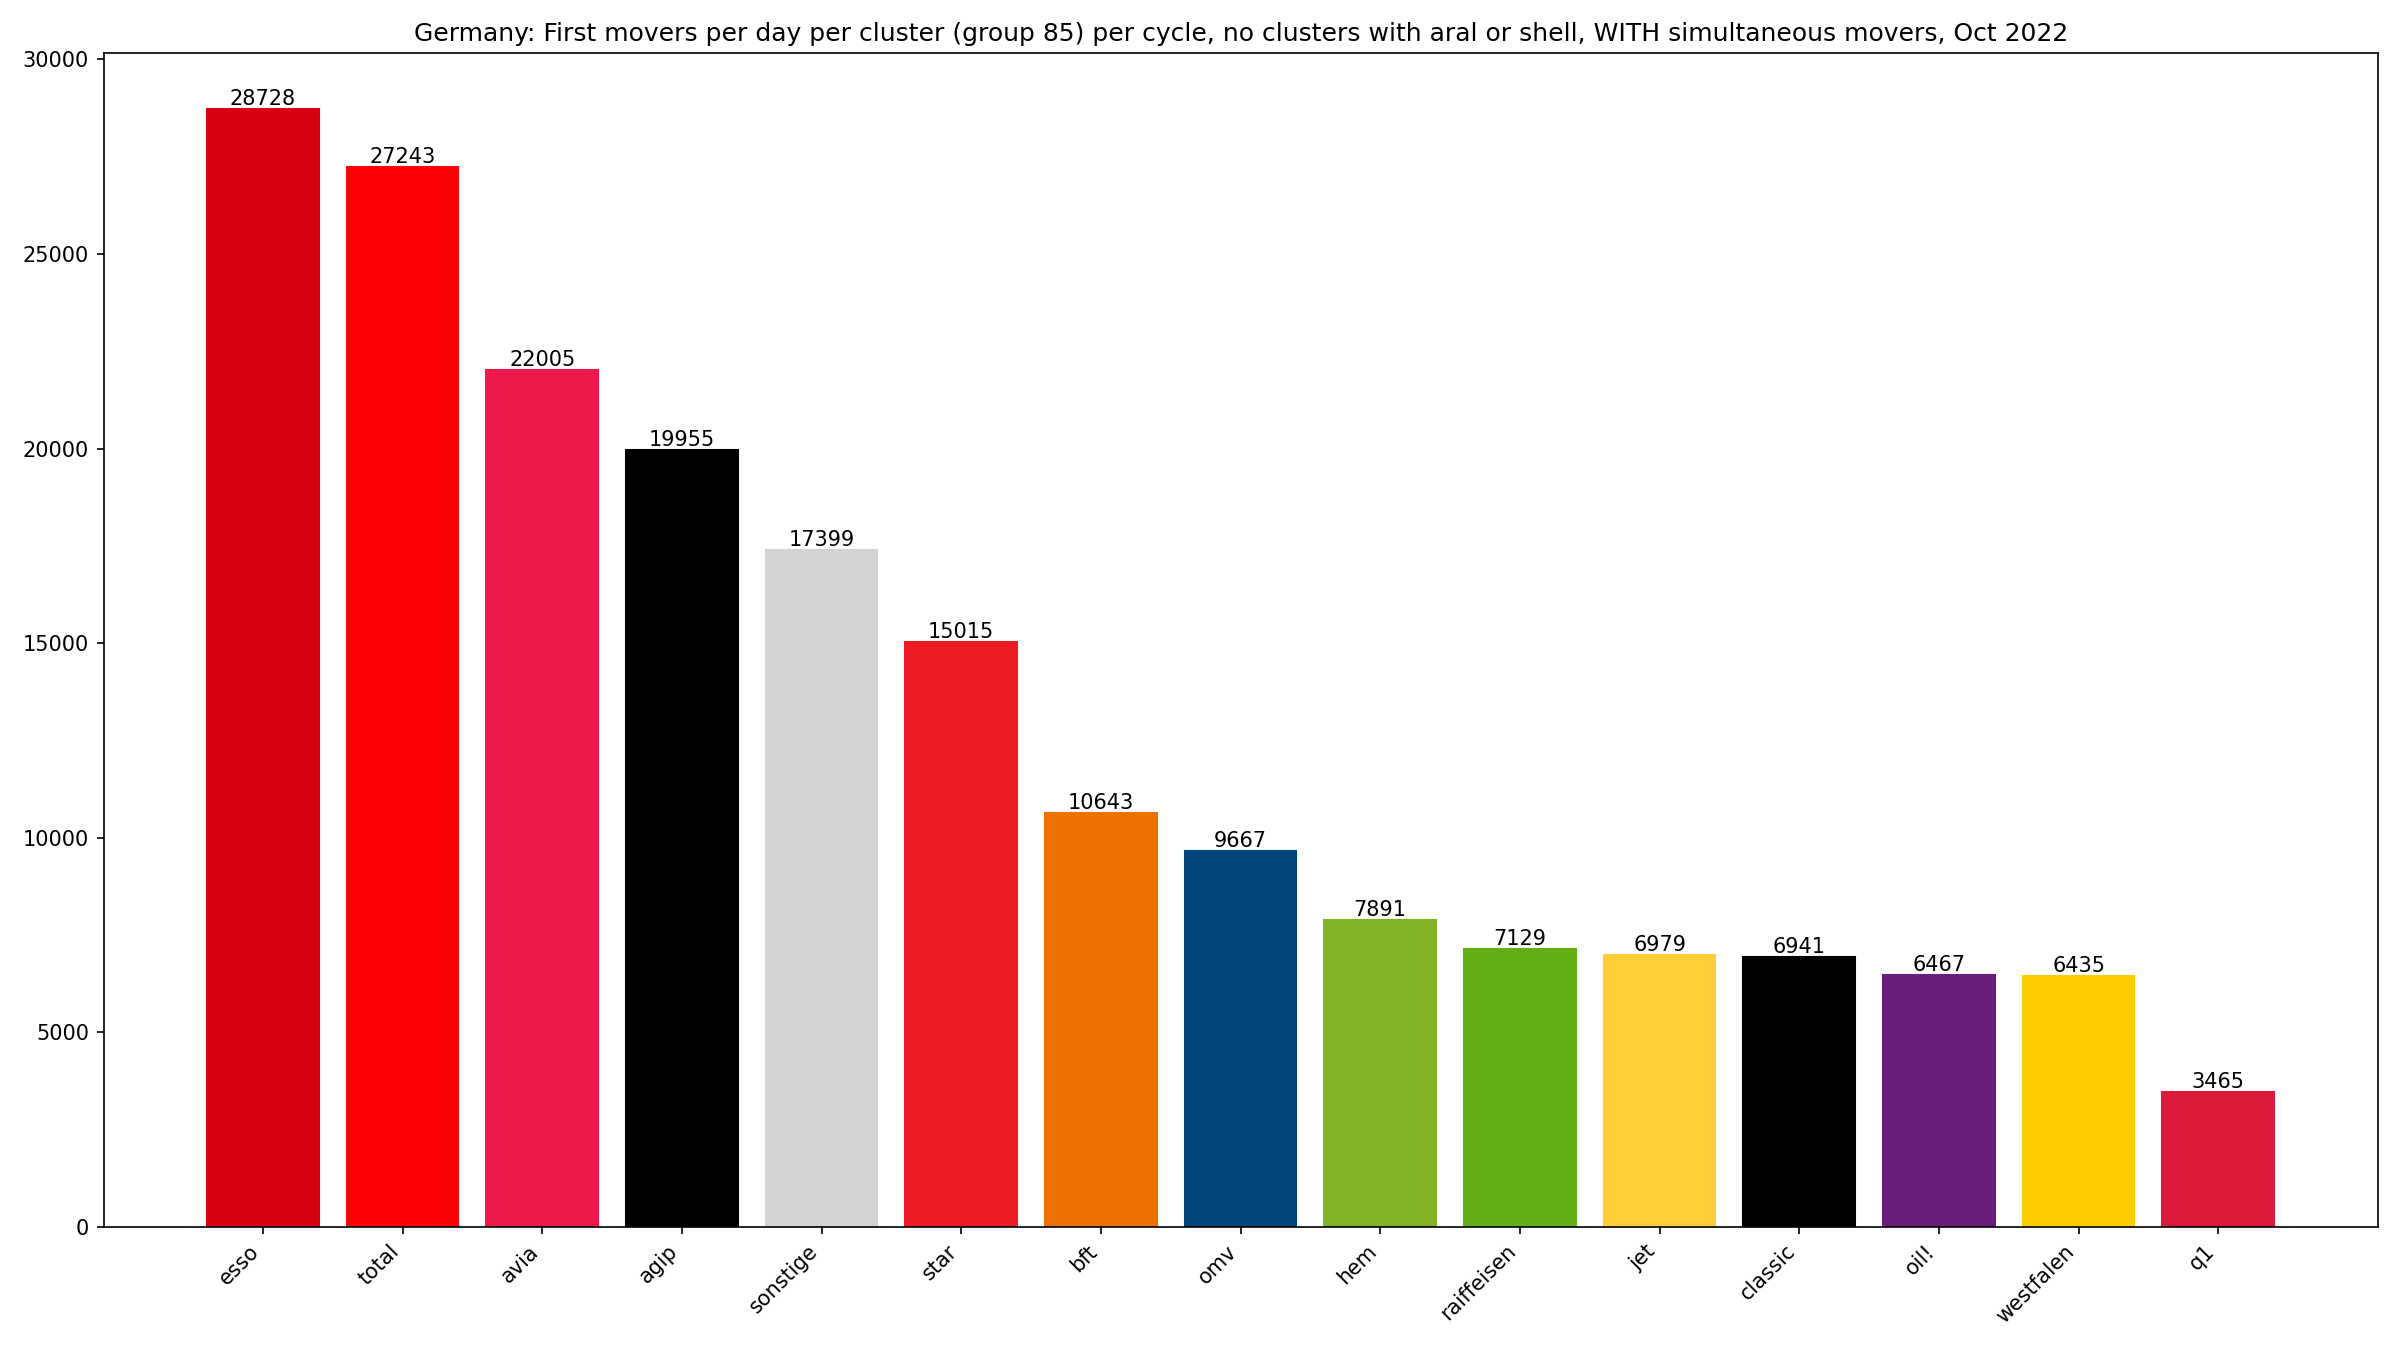 Germany: First movers per day per cluster (group 85) per cycle, no clusters with aral or shell, WITH simultaneous movers, Oct 2022
30000
25000
20000
15000
10000
5000
0
28728
27243
22005
19955
17399
15015
10643
9667
7891
7129
6979
6941
6467
6435
3465
esso
total
avia
agip
sonstige
star
bft
omv
hem
raiffeisen
jet
classic
oil!
westfalen
q1